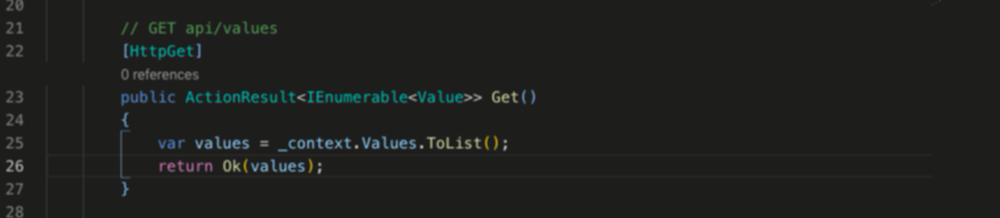 20
21 // GET api/values
22 [HttpGet]
0 references
23 public ActionResult<IEnumerable<Value>> Get()
24 {
25 var values = _context.Values.ToList();
26 return Ok(values);
27 }
28